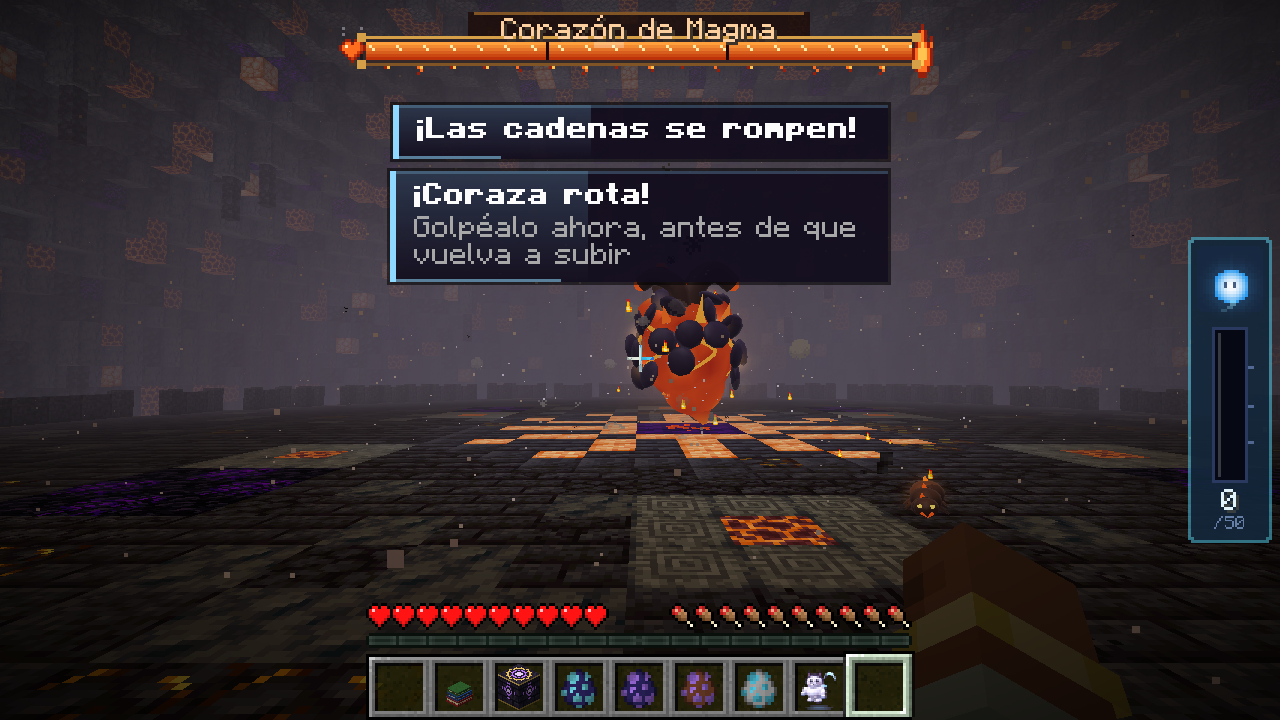 Corazón de Magma
¡Las cadenas se rompen!
¡Coraza rota!
Golpéalo ahora, antes de que
vuelva a subir
0
/50